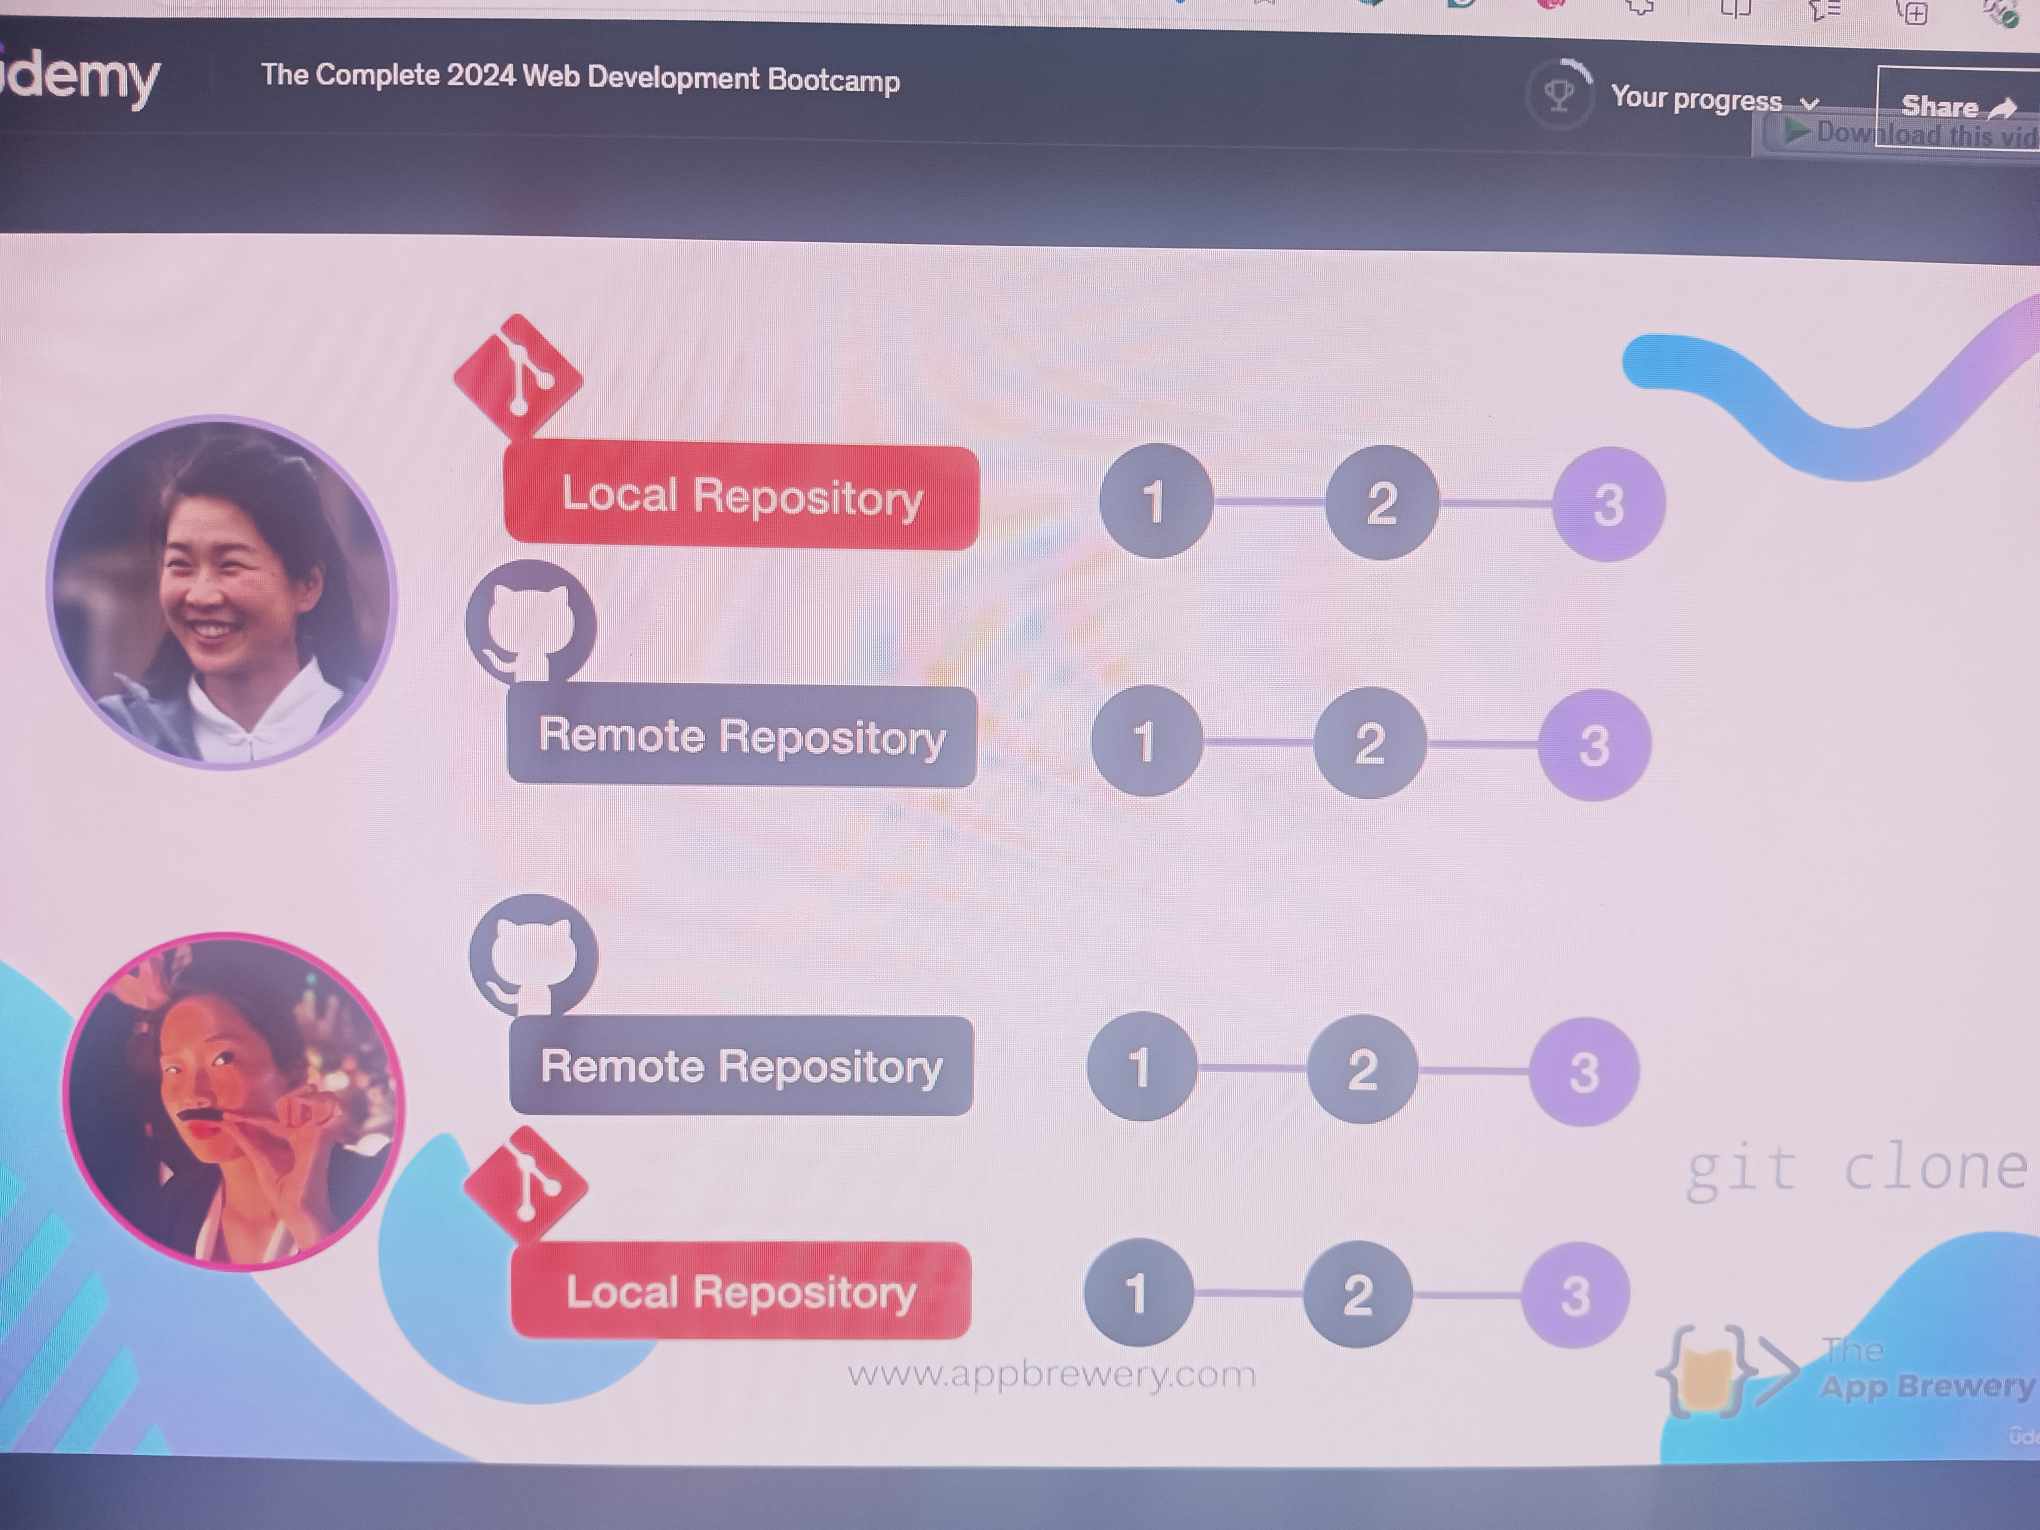 ûdemy
The Complete 2024 Web Development Bootcamp
Your progress
Share
Download this vid
Local Repository
1 2 3
Remote Repository
1 2 3
Remote Repository
1 2 3
git clone
Local Repository
1 2 3
www.appbrewery.com
The
App Brewery
ûde